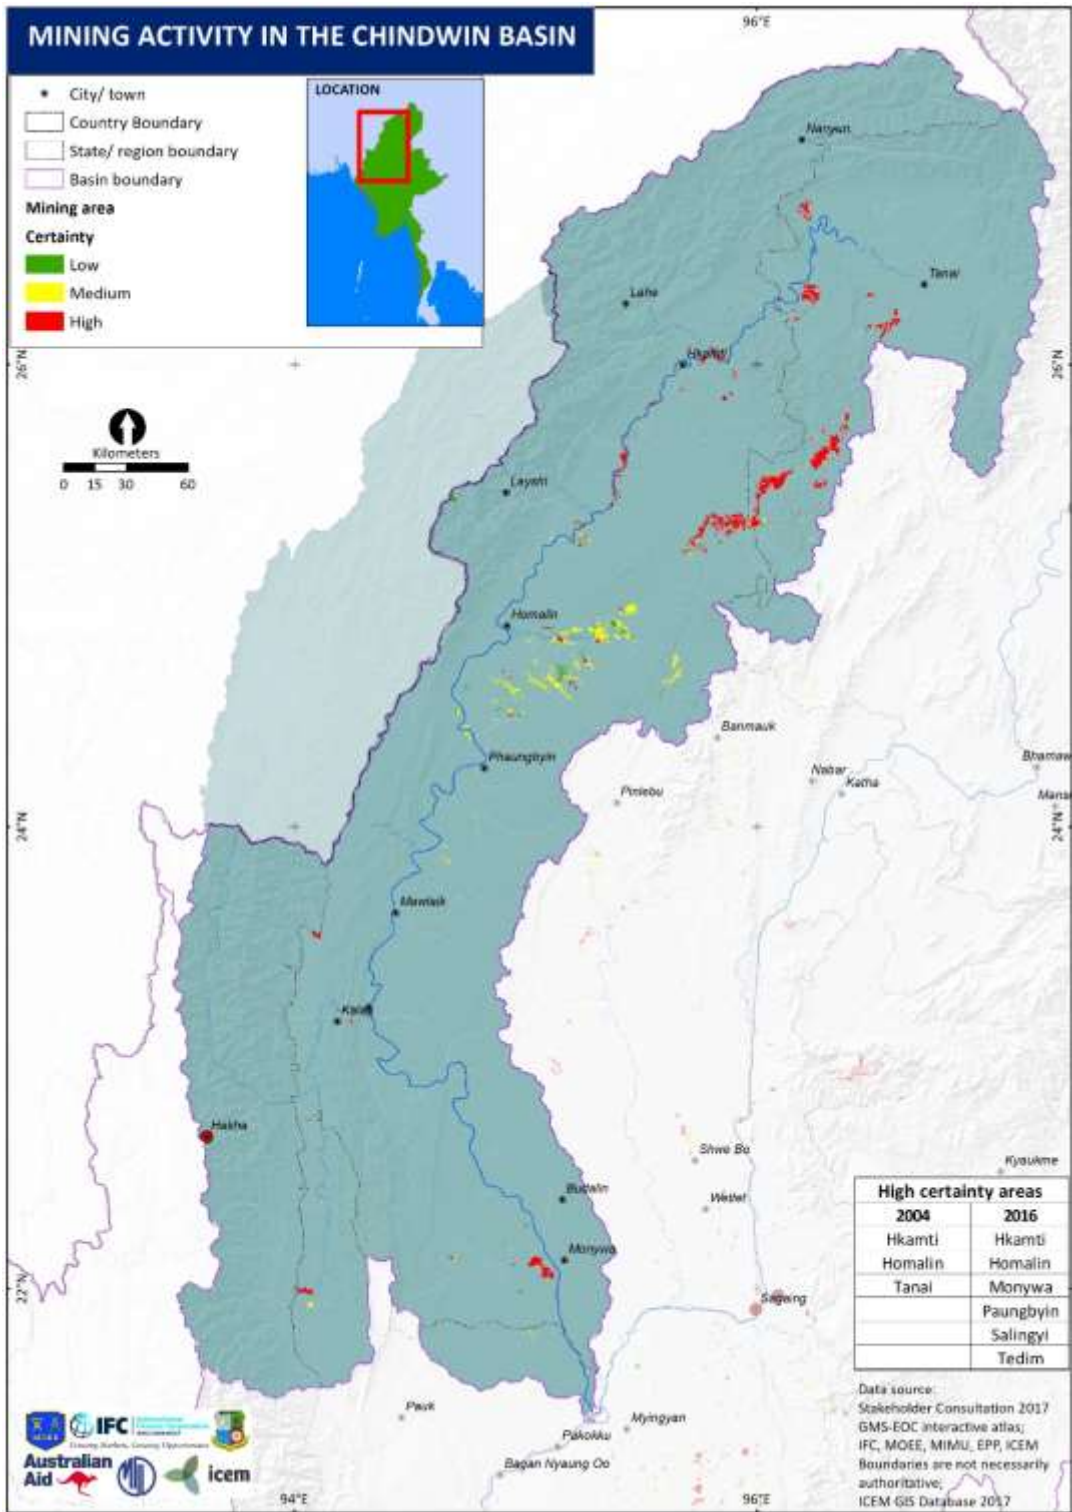 MINING ACTIVITY IN THE CHINDWIN BASIN
96°E
City/ town
Country Boundary
State/ region boundary
Basin boundary
Mining area
Certainty
Low
Medium
High
LOCATION
Nanyun
Tanai
Lahe
Hkamti
26°N
26°N
Kilometers
0 15 30 60
Layshi
Homalin
Banmauk
Phaungbyin
Nabar
Katha
Bhamaw
Pinlebu
24°N
24°N
Mawlaik
Hakha
Shwe Bo
Kyaukme
Wetlet
Budalin
Monywa
22°N
Sagaing
High certainty areas
2004 2016
Hkamti Hkamti
Homalin Homalin
Tanai Monywa
Paungbyin
Salingyi
Tedim
Data source:
Stakeholder Consultation 2017
GMS-EOC interactive atlas;
IFC, MOEE, MIMU, EPP, ICEM
Boundaries are not necessarily
authoritative;
ICEM GIS Database 2017
Pauk
Myingyan
Pakokku
Bagan Nyaung Oo
MOEE
IFC
Australian
Aid
icem
94°E
96°E